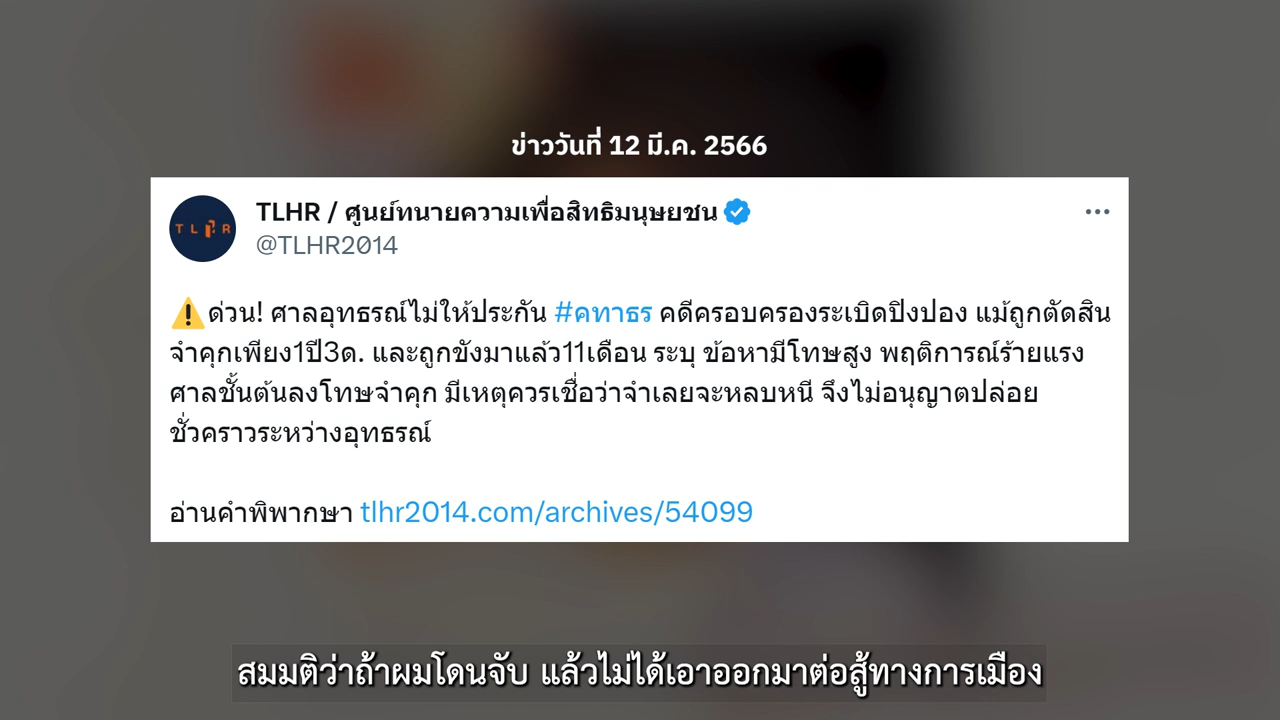 ข่าววันที่ 12 มี.ค. 2566
TLHR
TLHR / ศูนย์ทนายความเพื่อสิทธิมนุษยชน
@TLHR2014
⚠️ด่วน! ศาลอุทธรณ์ไม่ให้ประกัน #คทาธร คดีครอบครองระเบิดปิงปอง แม้ถูกตัดสิน
จำคุกเพียง1ปี3ด. และถูกขังมาแล้ว11เดือน ระบุ ข้อหามีโทษสูง พฤติการณ์ร้ายแรง
ศาลชั้นต้นลงโทษจำคุก มีเหตุควรเชื่อว่าจำเลยจะหลบหนี จึงไม่อนุญาตปล่อย
ชั่วคราวระหว่างอุทธรณ์
อ่านคำพิพากษา tlhr2014.com/archives/54099
สมมติว่าถ้าผมโดนจับ แล้วไม่ได้เอาออกมาต่อสู้ทางการเมือง